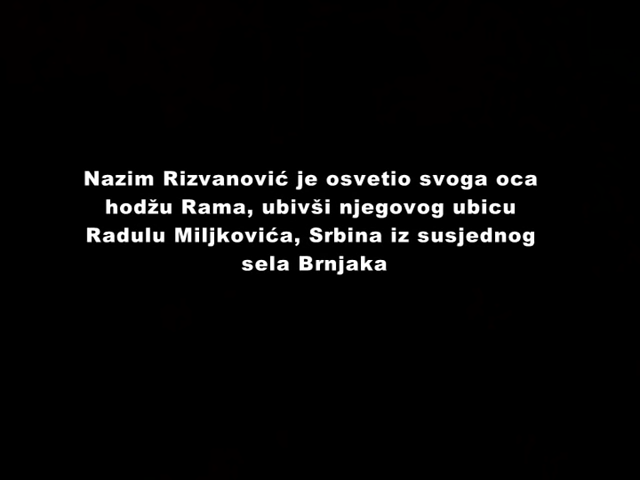 Nazim Rizvanović je osvetio svoga oca
hodžu Rama, ubivši njegovog ubicu
Radulu Miljkovića, Srbina iz susjednog
sela Brnjaka